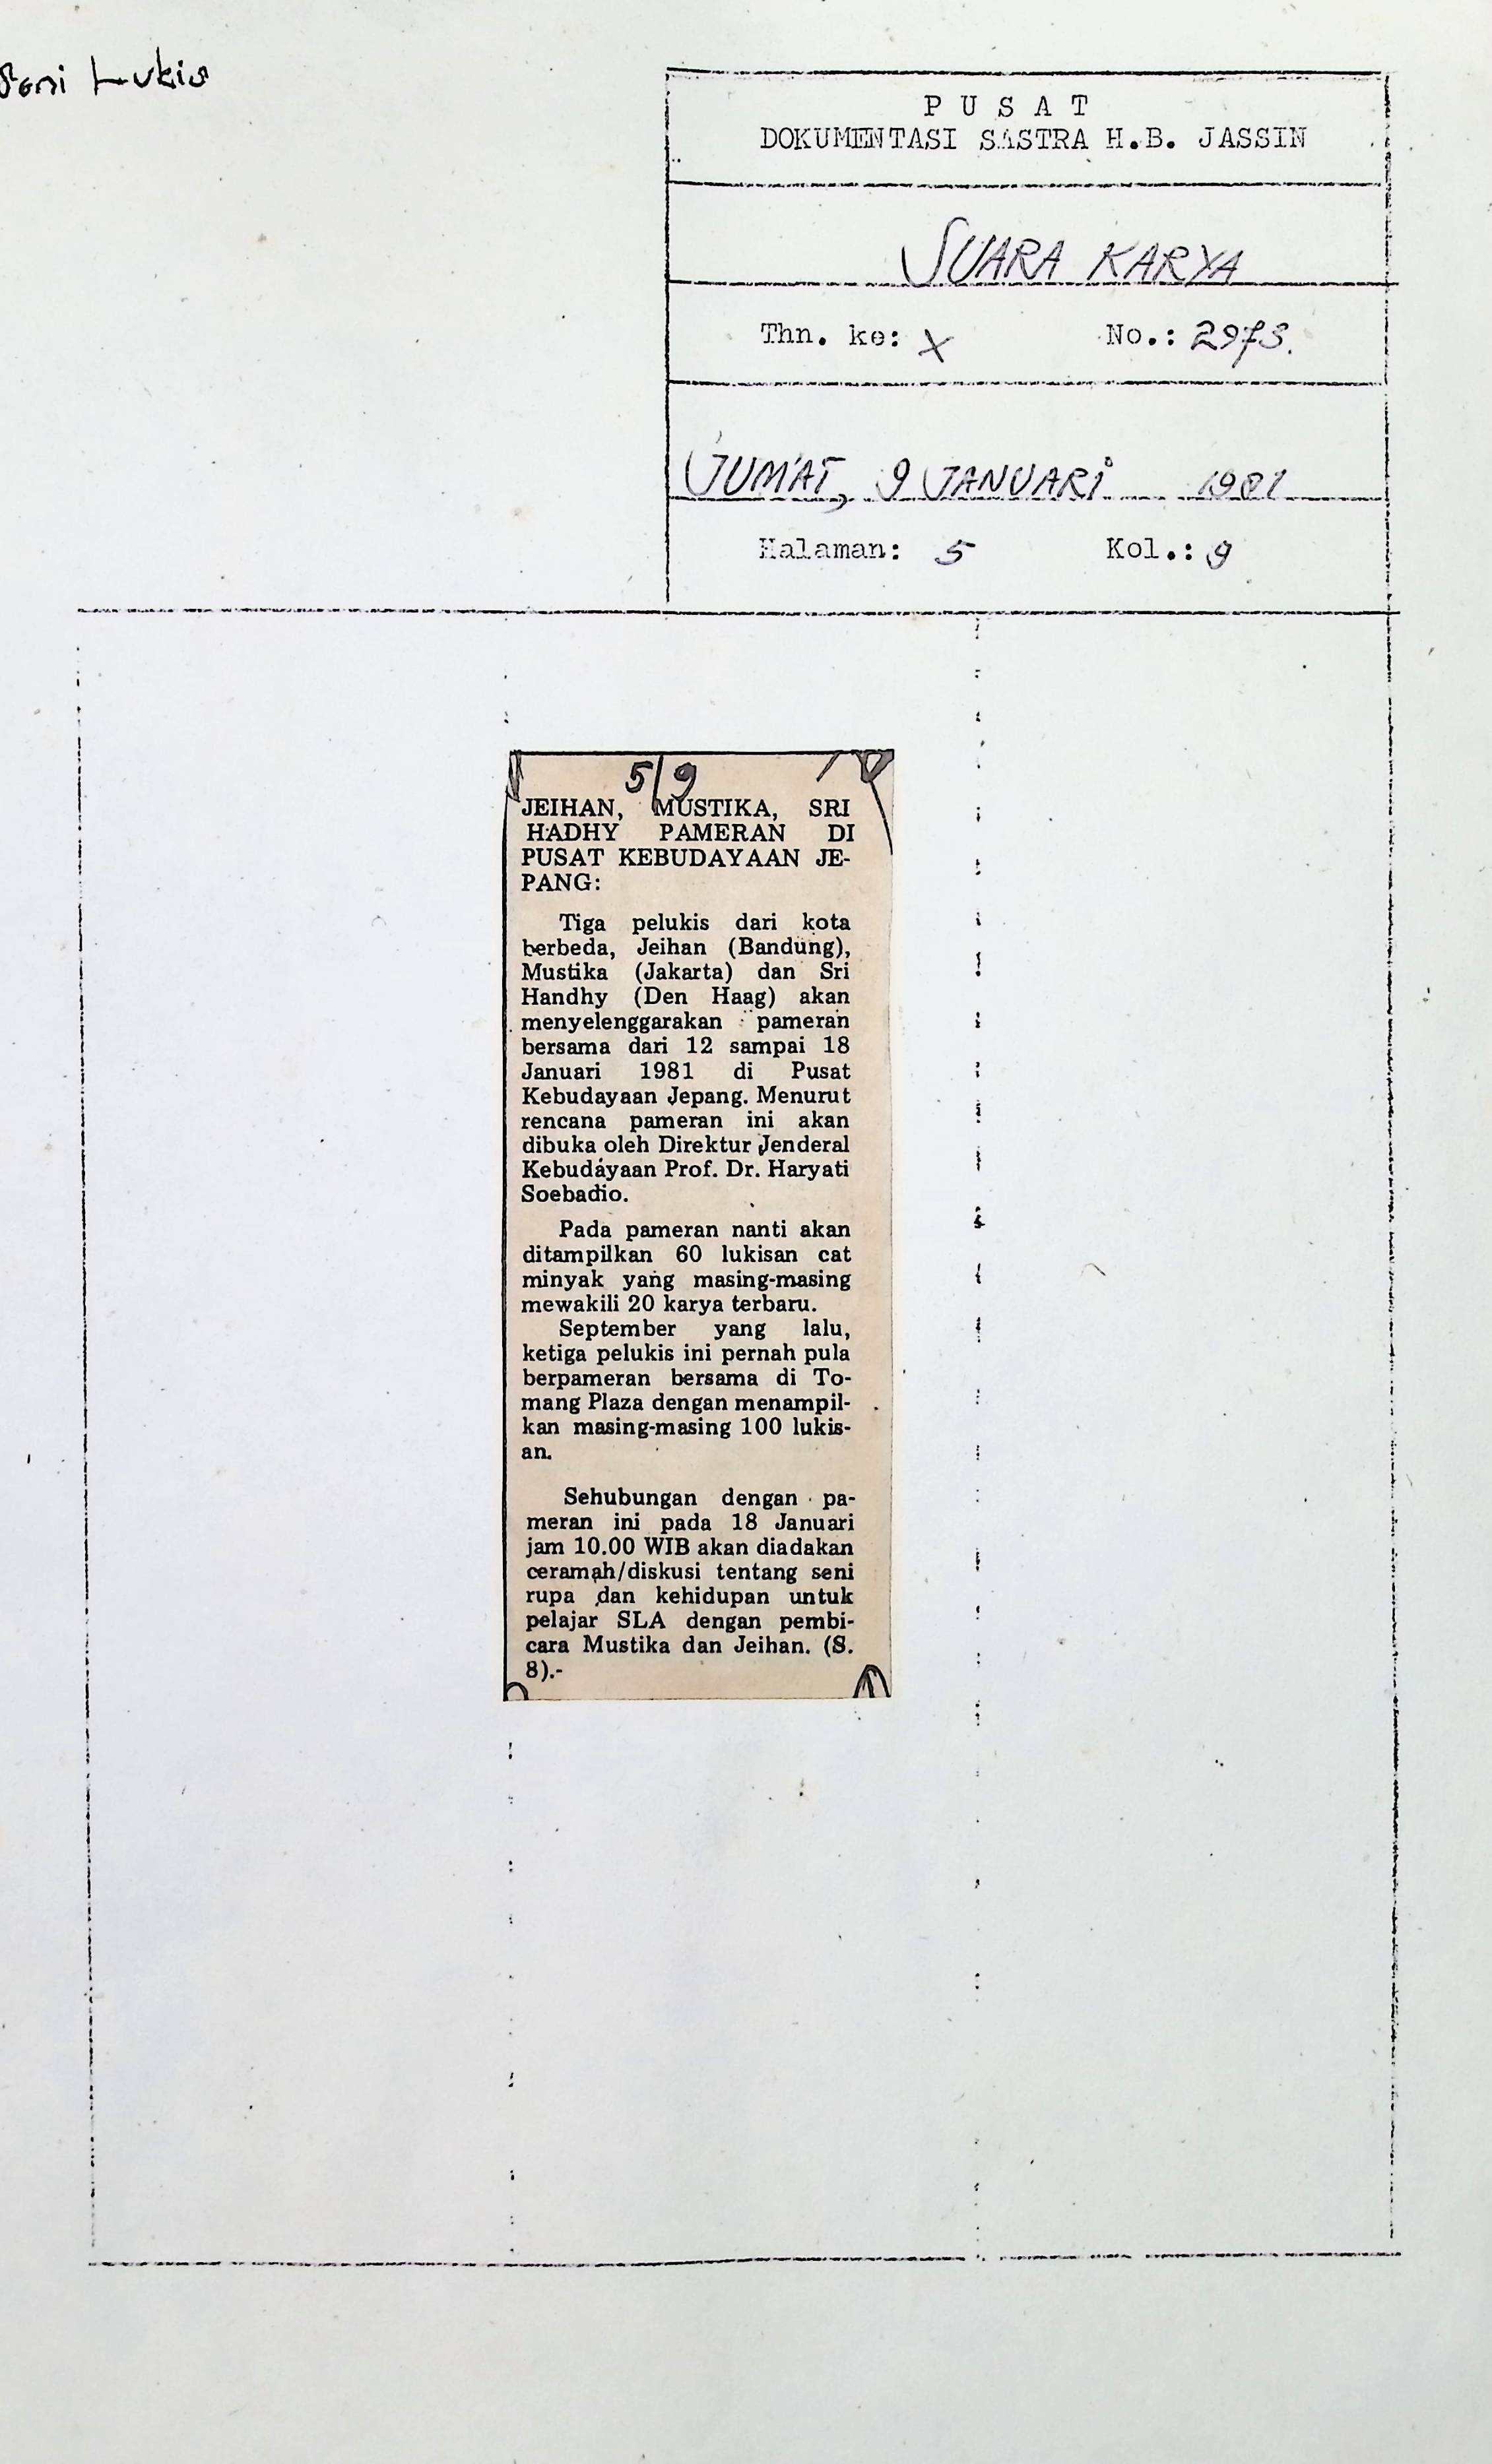 Seni Lukis
P U S A T
DOKUMENTASI SASTRA H.B. JASSIN
SUARA KARYA
Thn. ke: X No.: 2973.
JUM'AT, 9 JANUARI 1981
Halaman: 5 Kol.: 9
5/9
JEIHAN, MUSTIKA, SRI
HADHY PAMERAN DI
PUSAT KEBUDAYAAN JE-
PANG:
Tiga pelukis dari kota
berbeda, Jeihan (Bandung),
Mustika (Jakarta) dan Sri
Handhy (Den Haag) akan
menyelenggarakan pameran
bersama dari 12 sampai 18
Januari 1981 di Pusat
Kebudayaan Jepang. Menurut
rencana pameran ini akan
dibuka oleh Direktur Jenderal
Kebudayaan Prof. Dr. Haryati
Soebadio.
Pada pameran nanti akan
ditampilkan 60 lukisan cat
minyak yang masing-masing
mewakili 20 karya terbaru.
September yang lalu,
ketiga pelukis ini pernah pula
berpameran bersama di To-
mang Plaza dengan menampil-
kan masing-masing 100 lukis-
an.
Sehubungan dengan pa-
meran ini pada 18 Januari
jam 10.00 WIB akan diadakan
ceramah/diskusi tentang seni
rupa dan kehidupan untuk
pelajar SLA dengan pembi-
cara Mustika dan Jeihan. (S.
8).-